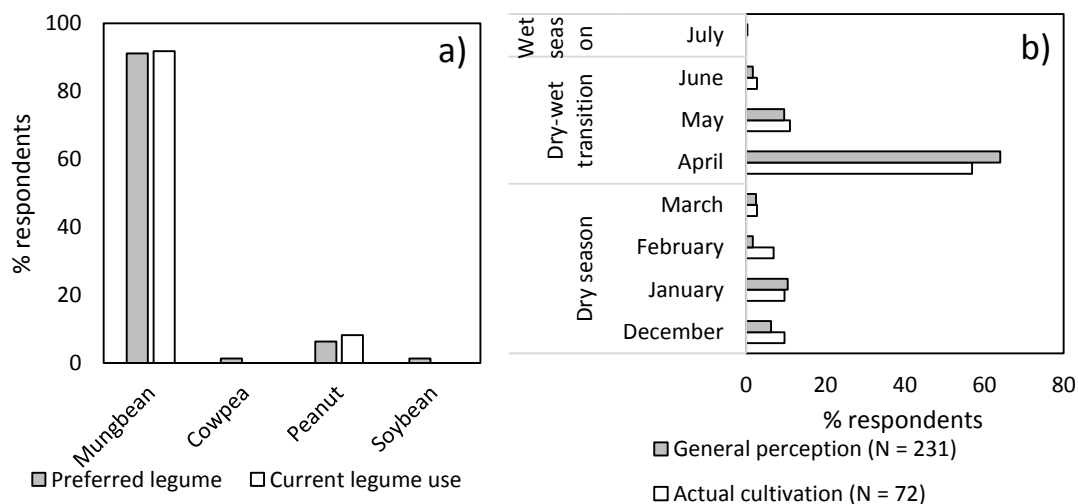 a)
% respondents
100
80
60
40
20
0
Mungbean
Cowpea
Peanut
Soybean
Preferred legume
Current legume use
b)
Wet
seas
on
Dry-wet
transition
Dry season
July
June
May
April
March
February
January
December
0 20 40 60 80
% respondents
General perception (N = 231)
Actual cultivation (N = 72)